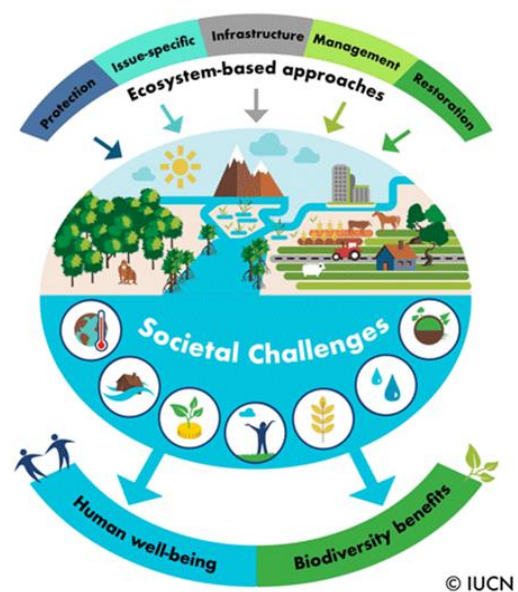 Protection
Issue-specific
Infrastructure
Management
Restoration
Ecosystem-based approaches
Societal Challenges
Human well-being
Biodiversity benefits
© IUCN